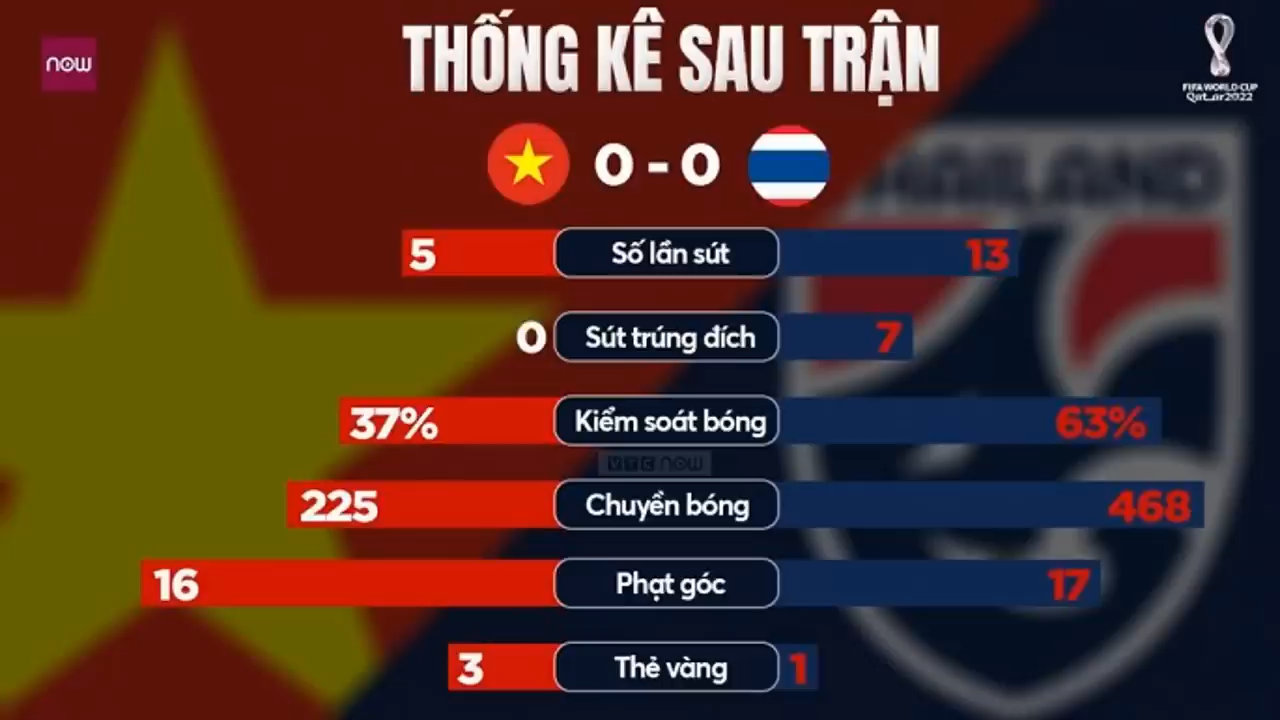 now
THỐNG KÊ SAU TRẬN
FIFA WORLD CUP
Qatar2022
0 - 0
THAILAND
5 Số lần sút 13
0 Sút trúng đích 7
37% Kiểm soát bóng 63%
VTC now
225 Chuyền bóng 468
16 Phạt góc 17
3 Thẻ vàng 1